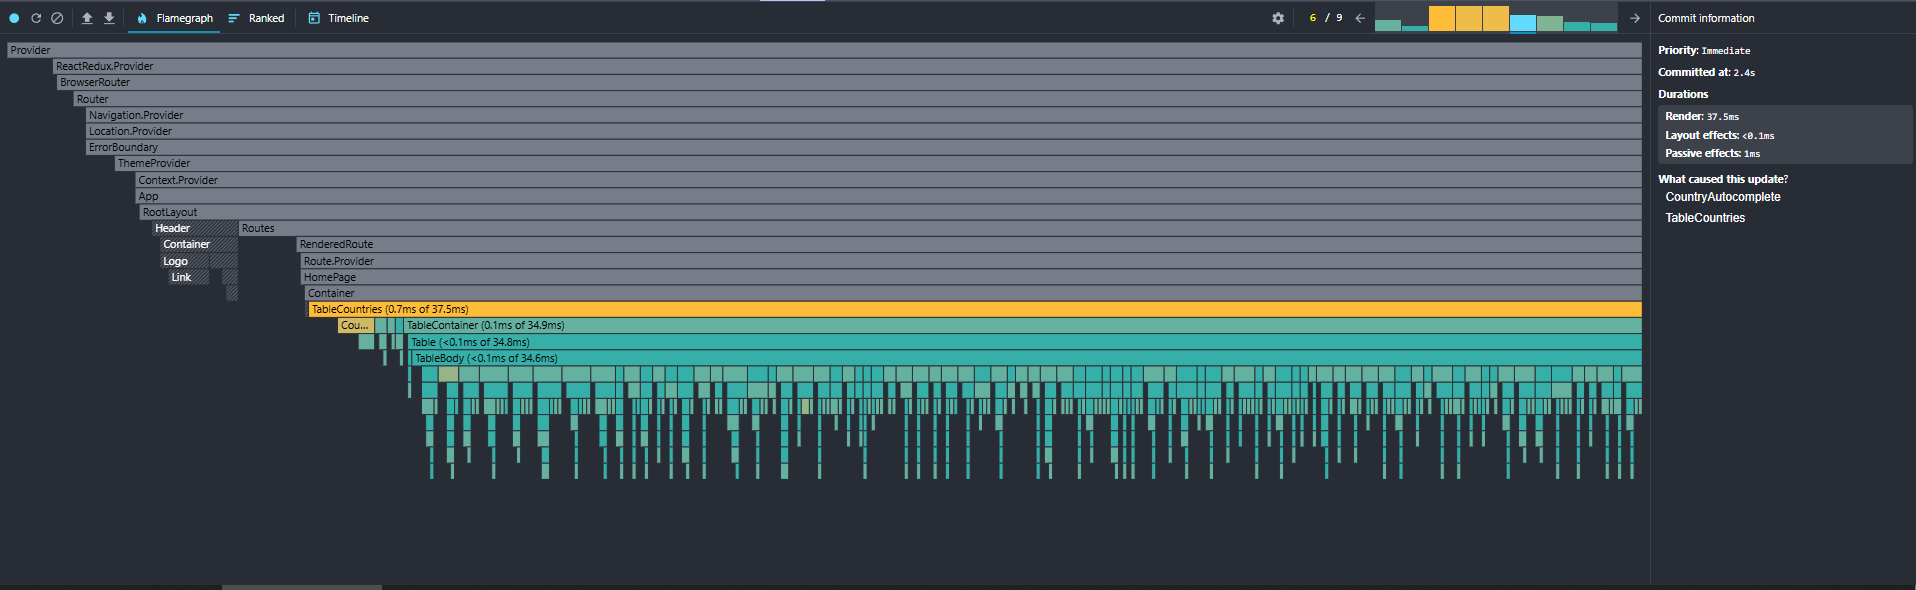 Flamegraph Ranked Timeline 6 / 9 Commit information
Provider
ReactRedux.Provider
BrowserRouter
Router
Navigation.Provider
Location.Provider
ErrorBoundary
ThemeProvider
Context.Provider
App
RootLayout
Header Routes
Container RenderedRoute
Logo Route.Provider
Link HomePage
Container
TableCountries (0.7ms of 37.5ms)
Cou... TableContainer (0.1ms of 34.9ms)
Table (<0.1ms of 34.8ms)
TableBody (<0.1ms of 34.6ms)
Priority: Immediate
Committed at: 2.4s
Durations
Render: 37.5ms
Layout effects: <0.1ms
Passive effects: 1ms
What caused this update?
CountryAutocomplete
TableCountries